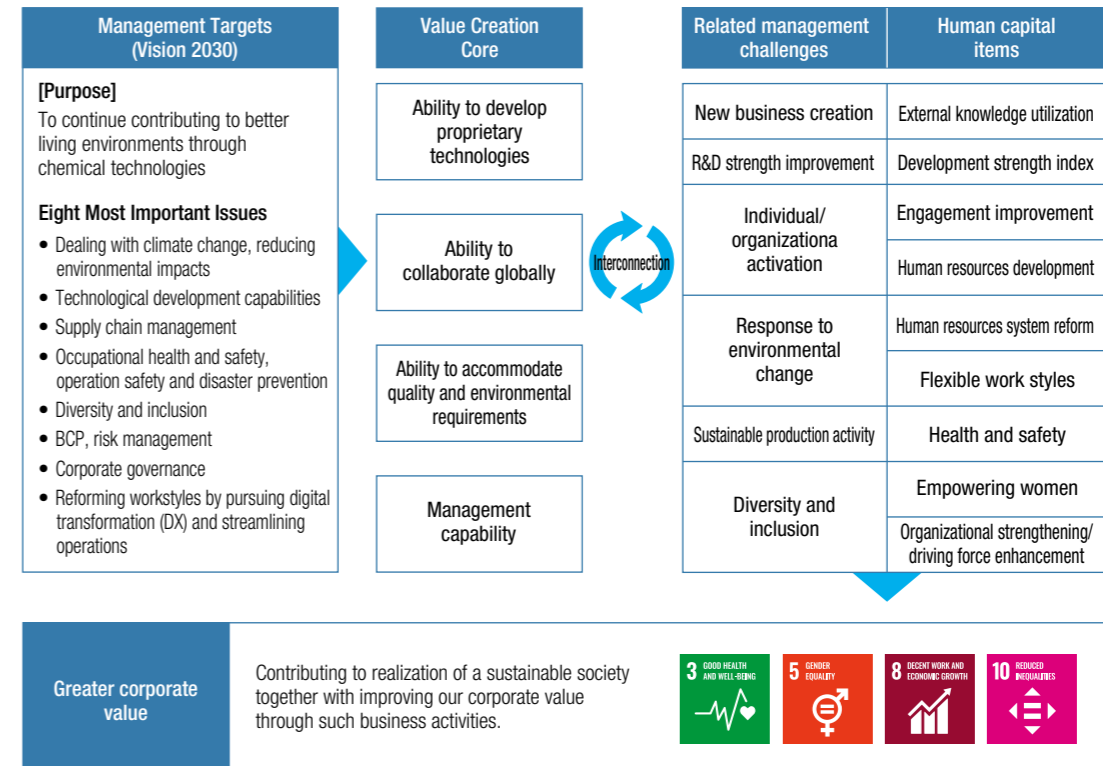 Management Targets
(Vision 2030)
[Purpose]
To continue contributing to better
living environments through
chemical technologies
Eight Most Important Issues
• Dealing with climate change, reducing
environmental impacts
• Technological development capabilities
• Supply chain management
• Occupational health and safety,
operation safety and disaster prevention
• Diversity and inclusion
• BCP, risk management
• Corporate governance
• Reforming workstyles by pursuing digital
transformation (DX) and streamlining
operations
Value Creation
Core
Ability to develop
proprietary
technologies
Ability to
collaborate globally
Ability to accommodate
quality and environmental
requirements
Management
capability
Interconnection
Related management
challenges
Human capital
items
New business creation
External knowledge utilization
R&D strength improvement
Development strength index
Individual/
organizationa
activation
Engagement improvement
Human resources development
Response to
environmental
change
Human resources system reform
Flexible work styles
Sustainable production activity
Health and safety
Diversity and
inclusion
Empowering women
Organizational strengthening/
driving force enhancement
Greater corporate
value
Contributing to realization of a sustainable society
together with improving our corporate value
through such business activities.
3 GOOD HEALTH
AND WELL-BEING
5 GENDER
EQUALITY
8 DECENT WORK AND
ECONOMIC GROWTH
10 REDUCED
INEQUALITIES